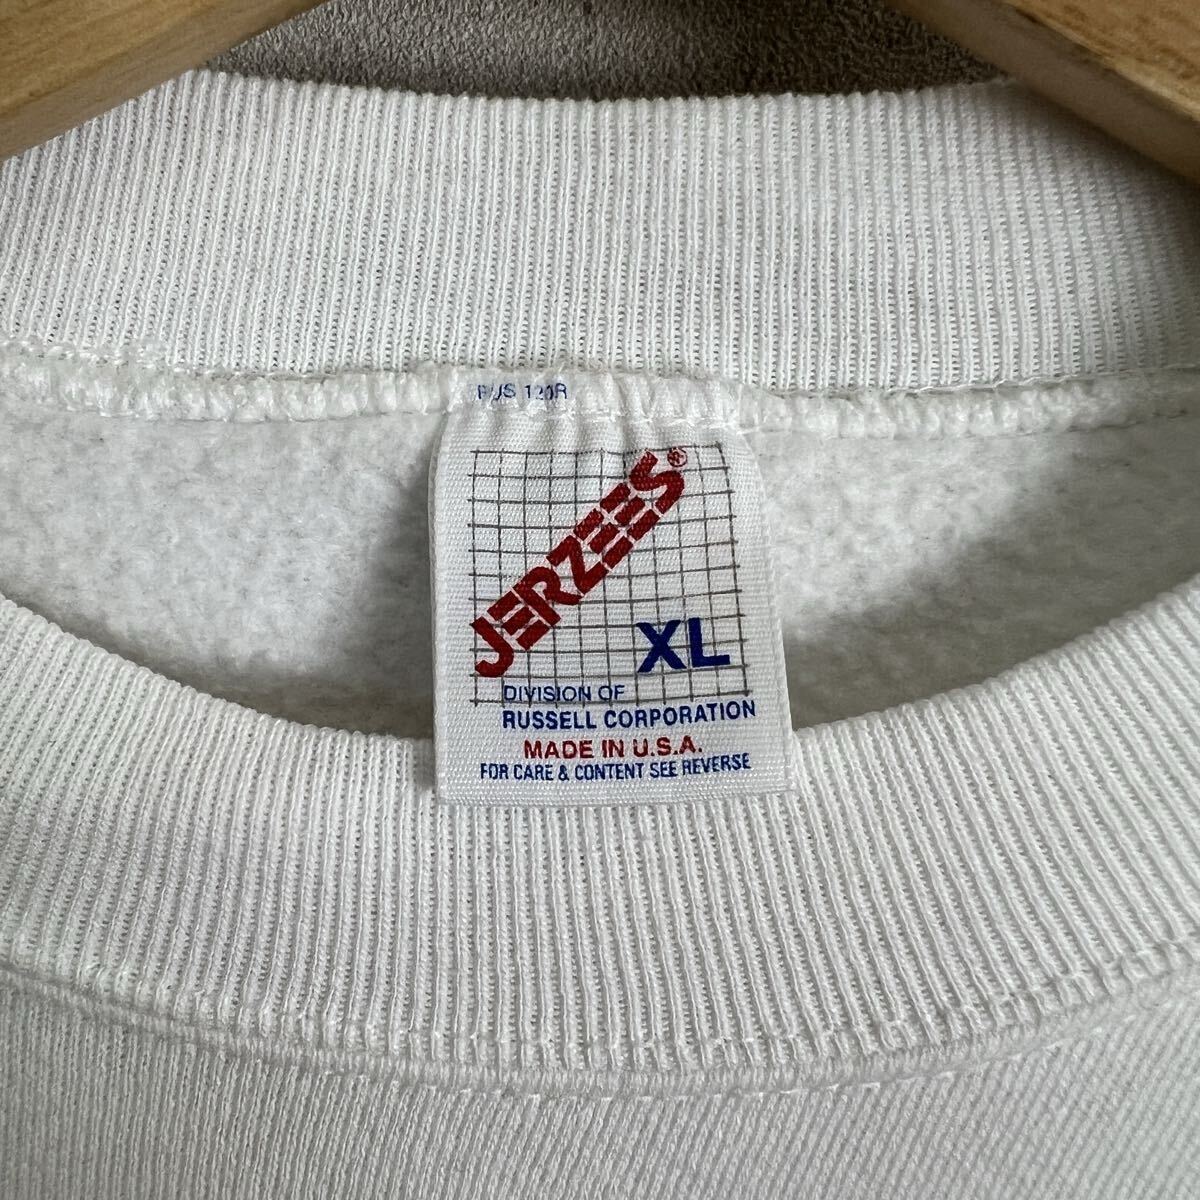 JERZEES®
XL
DIVISION OF
RUSSELL CORPORATION
MADE IN U.S.A.
FOR CARE & CONTENT SEE REVERSE